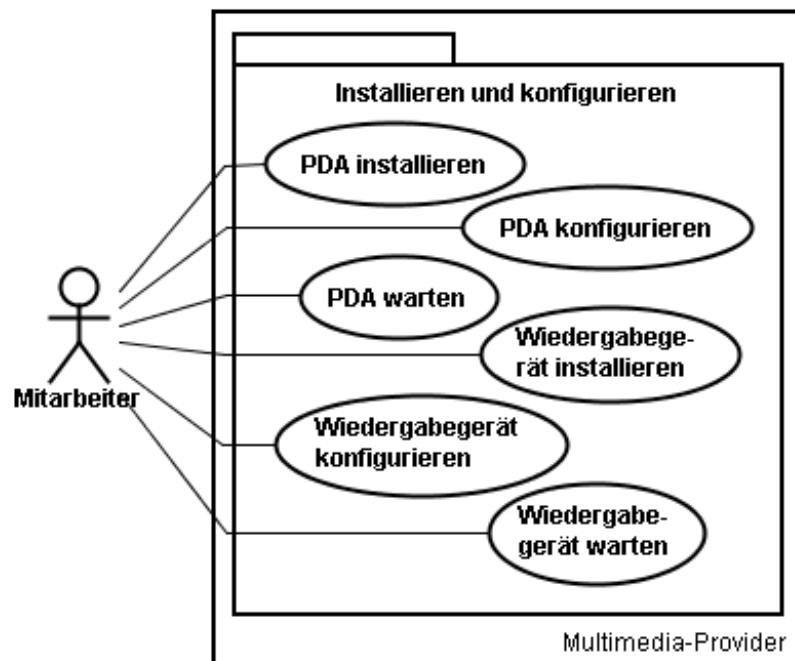 Installieren und konfigurieren
PDA installieren
PDA konfigurieren
PDA warten
Wiedergabege-
rät installieren
Mitarbeiter
Wiedergabegerät
konfigurieren
Wiedergabe-
gerät warten
Multimedia-Provider